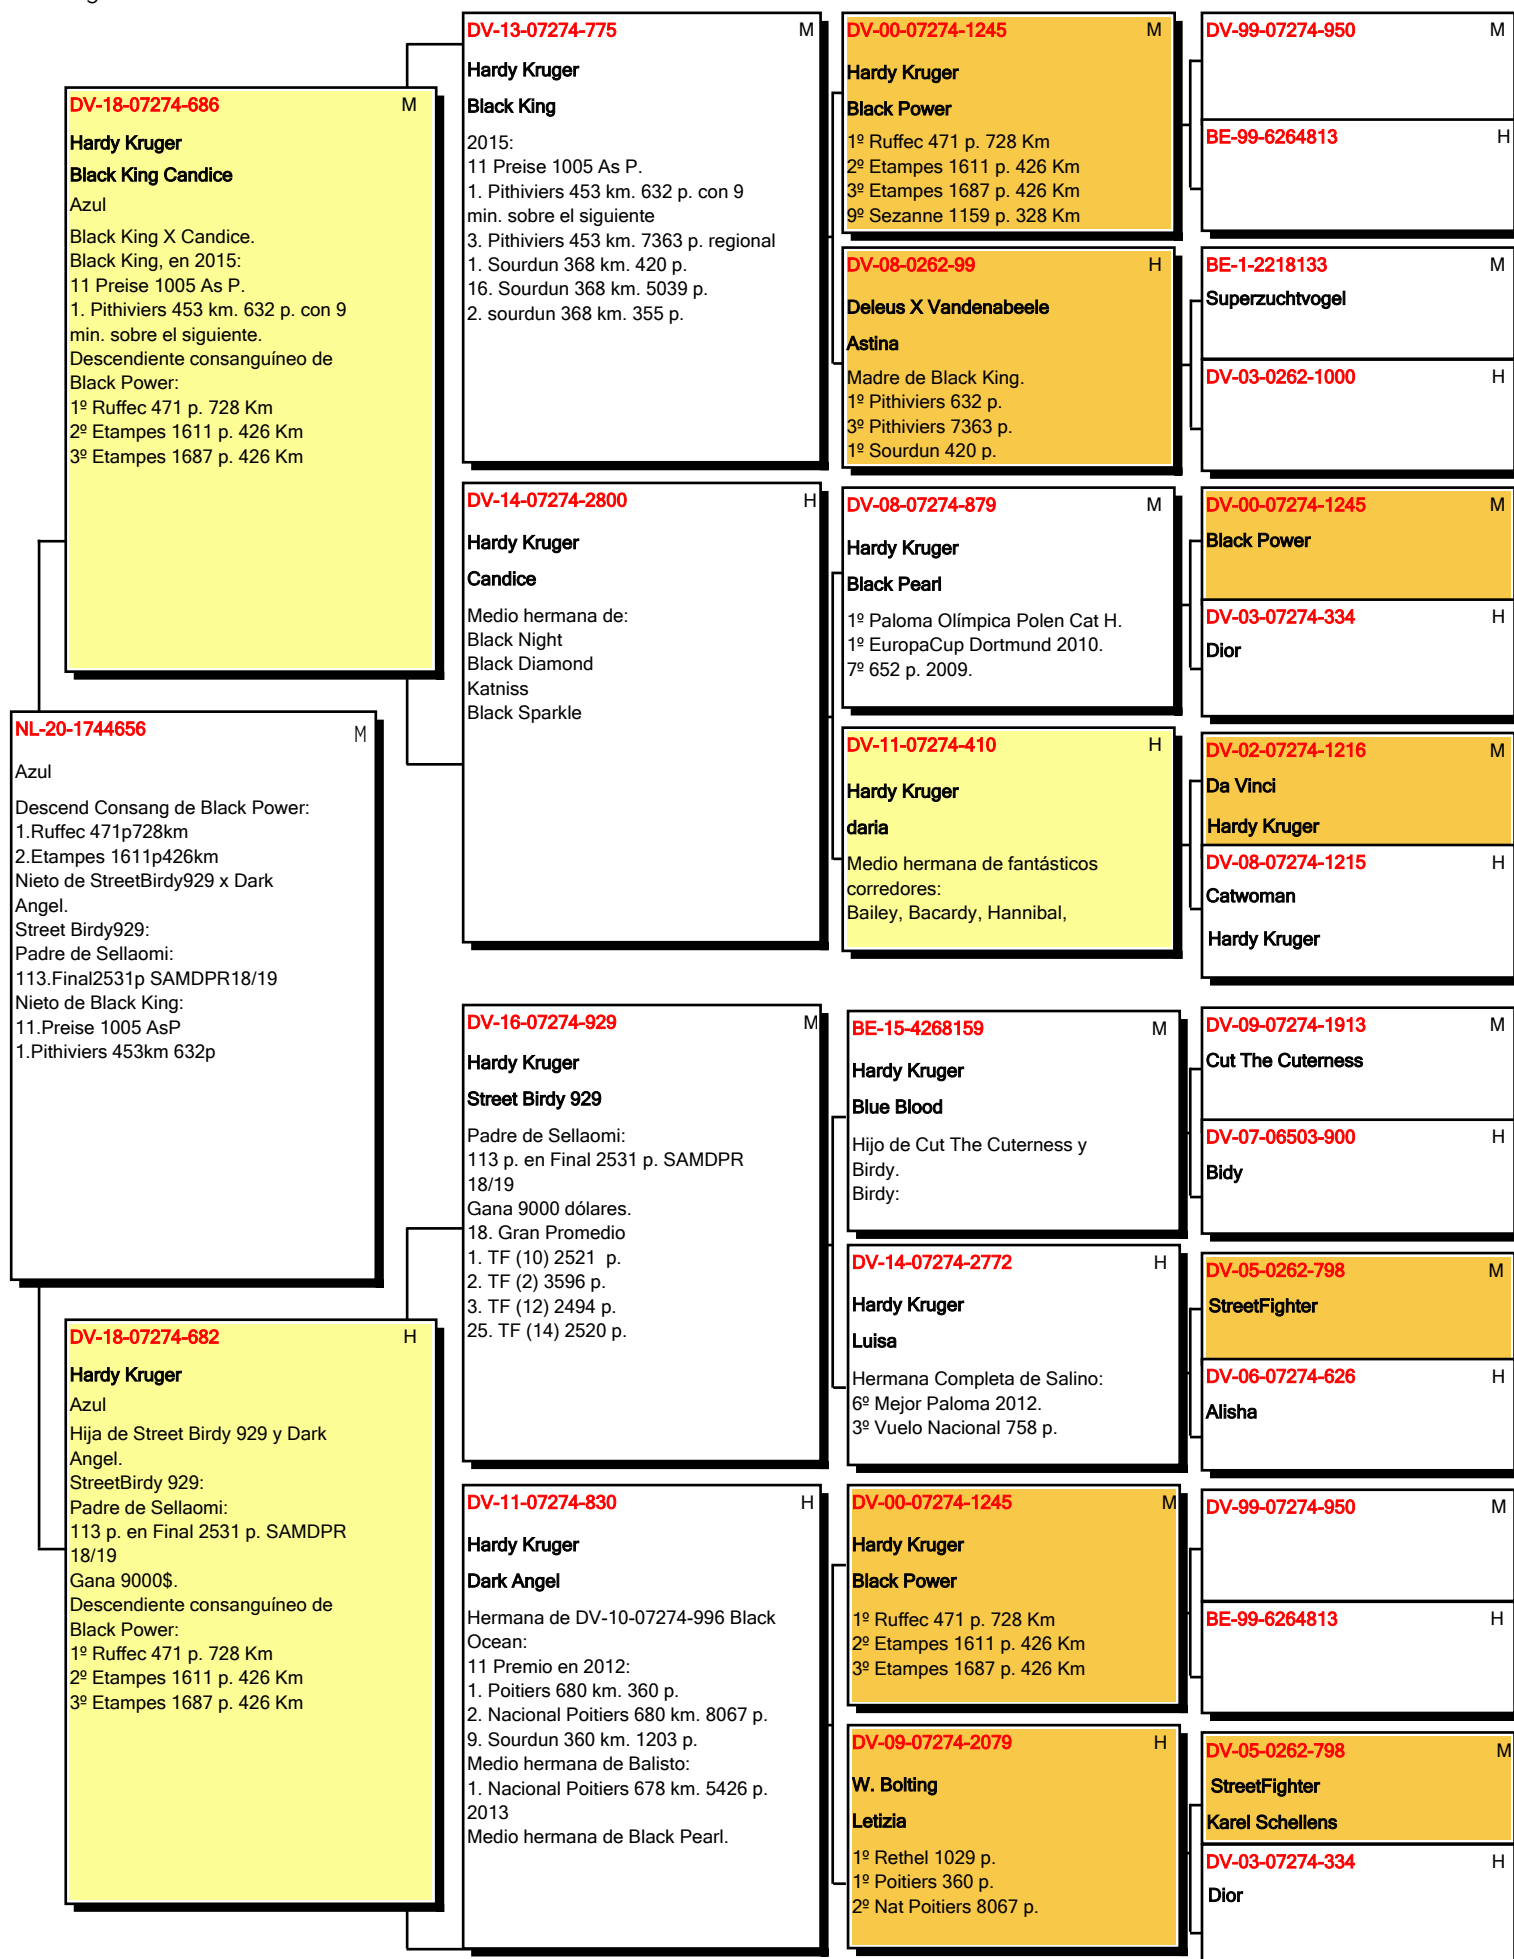 NL-20-1744656 M
Azul
Descend Consang de Black Power:
1.Ruffec 471p728km
2.Etampes 1611p426km
Nieto de StreetBirdy929 x Dark
Angel.
Street Birdy929:
Padre de Sellaomi:
113.Final2531p SAMDPR18/19
Nieto de Black King:
11.Preise 1005 AsP
1.Pithiviers 453km 632p
DV-18-07274-686 M
Hardy Kruger
Black King Candice
Azul
Black King X Candice.
Black King, en 2015:
11 Preise 1005 As P.
1. Pithiviers 453 km. 632 p. con 9
min. sobre el siguiente.
Descendiente consanguíneo de
Black Power:
1º Ruffec 471 p. 728 Km
2º Etampes 1611 p. 426 Km
3º Etampes 1687 p. 426 Km
DV-18-07274-682 H
Hardy Kruger
Azul
Hija de Street Birdy 929 y Dark
Angel.
StreetBirdy 929:
Padre de Sellaomi:
113 p. en Final 2531 p. SAMDPR
18/19
Gana 9000$.
Descendiente consanguíneo de
Black Power:
1º Ruffec 471 p. 728 Km
2º Etampes 1611 p. 426 Km
3º Etampes 1687 p. 426 Km
DV-13-07274-775 M
Hardy Kruger
Black King
2015:
11 Preise 1005 As P.
1. Pithiviers 453 km. 632 p. con 9
min. sobre el siguiente
3. Pithiviers 453 km. 7363 p. regional
1. Sourdun 368 km. 420 p.
16. Sourdun 368 km. 5039 p.
2. sourdun 368 km. 355 p.
DV-14-07274-2800 H
Hardy Kruger
Candice
Medio hermana de:
Black Night
Black Diamond
Katniss
Black Sparkle
DV-16-07274-929 M
Hardy Kruger
Street Birdy 929
Padre de Sellaomi:
113 p. en Final 2531 p. SAMDPR
18/19
Gana 9000 dólares.
18. Gran Promedio
1. TF (10) 2521 p.
2. TF (2) 3596 p.
3. TF (12) 2494 p.
25. TF (14) 2520 p.
DV-11-07274-830 H
Hardy Kruger
Dark Angel
Hermana de DV-10-07274-996 Black
Ocean:
11 Premio en 2012:
1. Poitiers 680 km. 360 p.
2. Nacional Poitiers 680 km. 8067 p.
9. Sourdun 360 km. 1203 p.
Medio hermana de Balisto:
1. Nacional Poitiers 678 km. 5426 p.
2013
Medio hermana de Black Pearl.
DV-00-07274-1245 M
Hardy Kruger
Black Power
1º Ruffec 471 p. 728 Km
2º Etampes 1611 p. 426 Km
3º Etampes 1687 p. 426 Km
9º Sezanne 1159 p. 328 Km
DV-08-0262-99 H
Deleus X Vandenabeele
Astina
Madre de Black King.
1º Pithiviers 632 p.
3º Pithiviers 7363 p.
1º Sourdun 420 p.
DV-08-07274-879 M
Hardy Kruger
Black Pearl
1º Paloma Olímpica Polen Cat H.
1º EuropaCup Dortmund 2010.
7º 652 p. 2009.
DV-11-07274-410 H
Hardy Kruger
daria
Medio hermana de fantásticos
corredores:
Bailey, Bacardy, Hannibal,
BE-15-4268159 M
Hardy Kruger
Blue Blood
Hijo de Cut The Cuterness y
Birdy.
Birdy:
DV-14-07274-2772 H
Hardy Kruger
Luisa
Hermana Completa de Salino:
6º Mejor Paloma 2012.
3º Vuelo Nacional 758 p.
DV-00-07274-1245 M
Hardy Kruger
Black Power
1º Ruffec 471 p. 728 Km
2º Etampes 1611 p. 426 Km
3º Etampes 1687 p. 426 Km
DV-09-07274-2079 H
W. Bolting
Letizia
1º Rethel 1029 p.
1º Poitiers 360 p.
2º Nat Poitiers 8067 p.
DV-99-07274-950 M
BE-99-6264813 H
BE-1-2218133 M
Superzuchtvogel
DV-03-0262-1000 H
DV-00-07274-1245 M
Black Power
DV-03-07274-334 H
Dior
DV-02-07274-1216 M
Da Vinci
Hardy Kruger
DV-08-07274-1215 H
Catwoman
Hardy Kruger
DV-09-07274-1913 M
Cut The Cuterness
DV-07-06503-900 H
Bidy
DV-05-0262-798 M
StreetFighter
DV-06-07274-626 H
Alisha
DV-99-07274-950 M
BE-99-6264813 H
DV-05-0262-798 M
StreetFighter
Karel Schellens
DV-03-07274-334 H
Dior